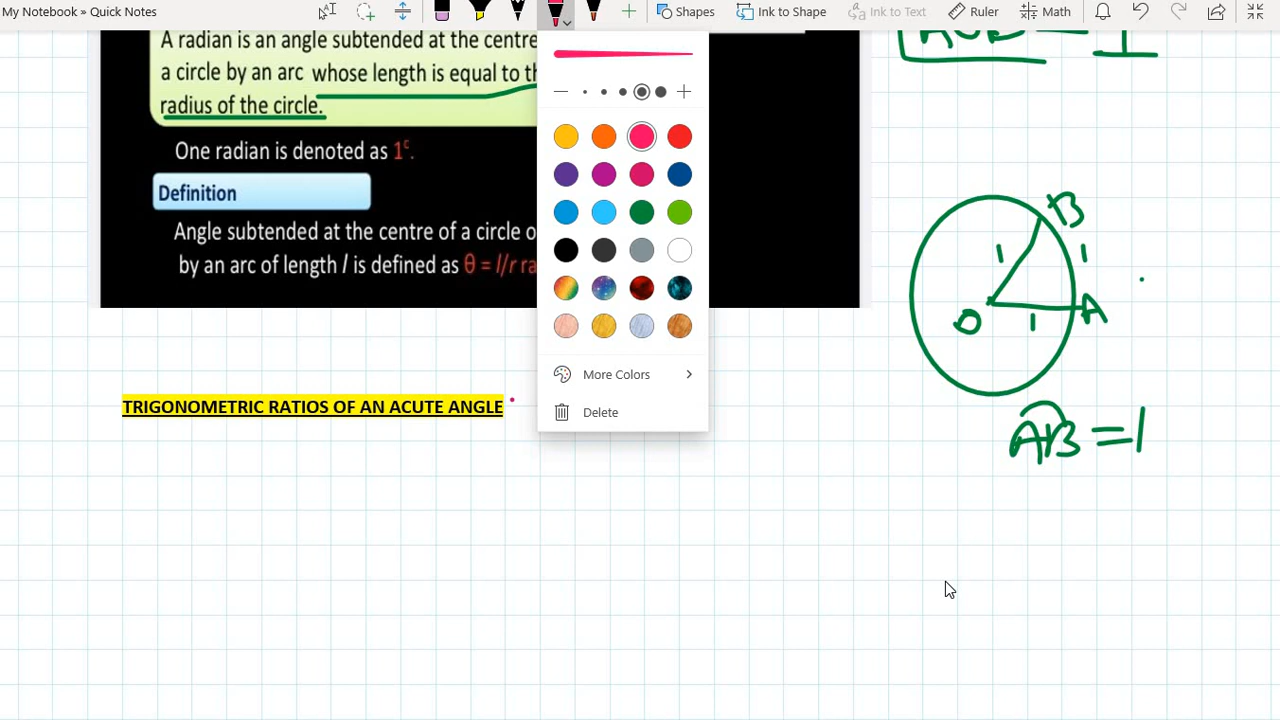 My Notebook » Quick Notes
Shapes
Ink to Shape
Ink to Text
Ruler
Math
A radian is an angle subtended at the centre
a circle by an arc whose length is equal to th
radius of the circle.
One radian is denoted as 1ᶜ.
Definition
Angle subtended at the centre of a circle o
by an arc of length l is defined as θ = l/r ra
More Colors
Delete
TRIGONOMETRIC RATIOS OF AN ACUTE ANGLE
B
1
1
O
1
A
AB = 1